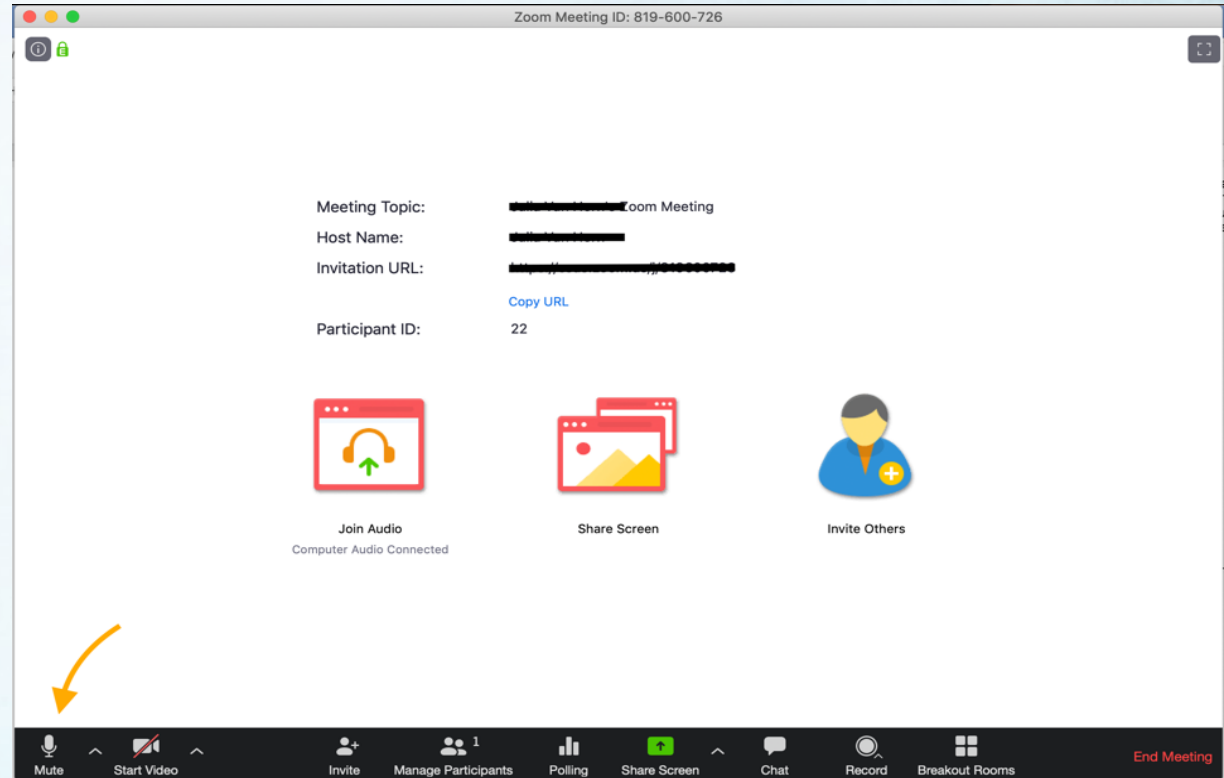 Zoom Meeting ID: 819-600-726
Meeting Topic: Zoom Meeting
Host Name:
Invitation URL:
Copy URL
Participant ID: 22
Join Audio Share Screen Invite Others
Computer Audio Connected
1
Mute Start Video Invite Manage Participants Polling Share Screen Chat Record Breakout Rooms End Meeting